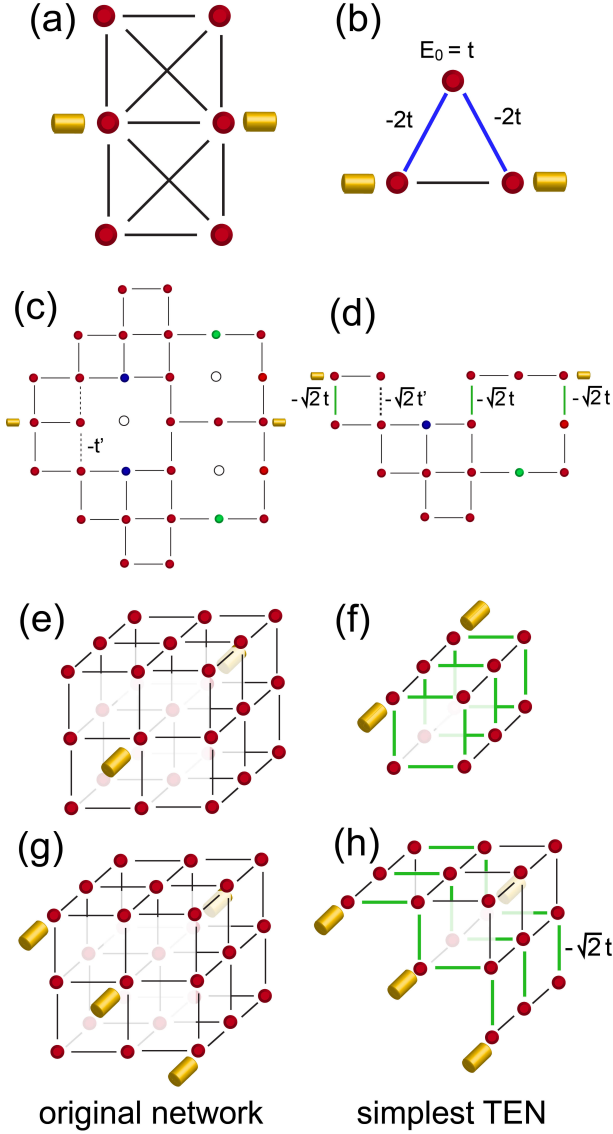 (a)
(b)
E₀ = t
-2t
-2t
(c)
(d)
-t'
-√2 t
-√2 t'
-√2 t
-√2 t
(e)
(f)
(g)
(h)
-√2 t
original network
simplest TEN